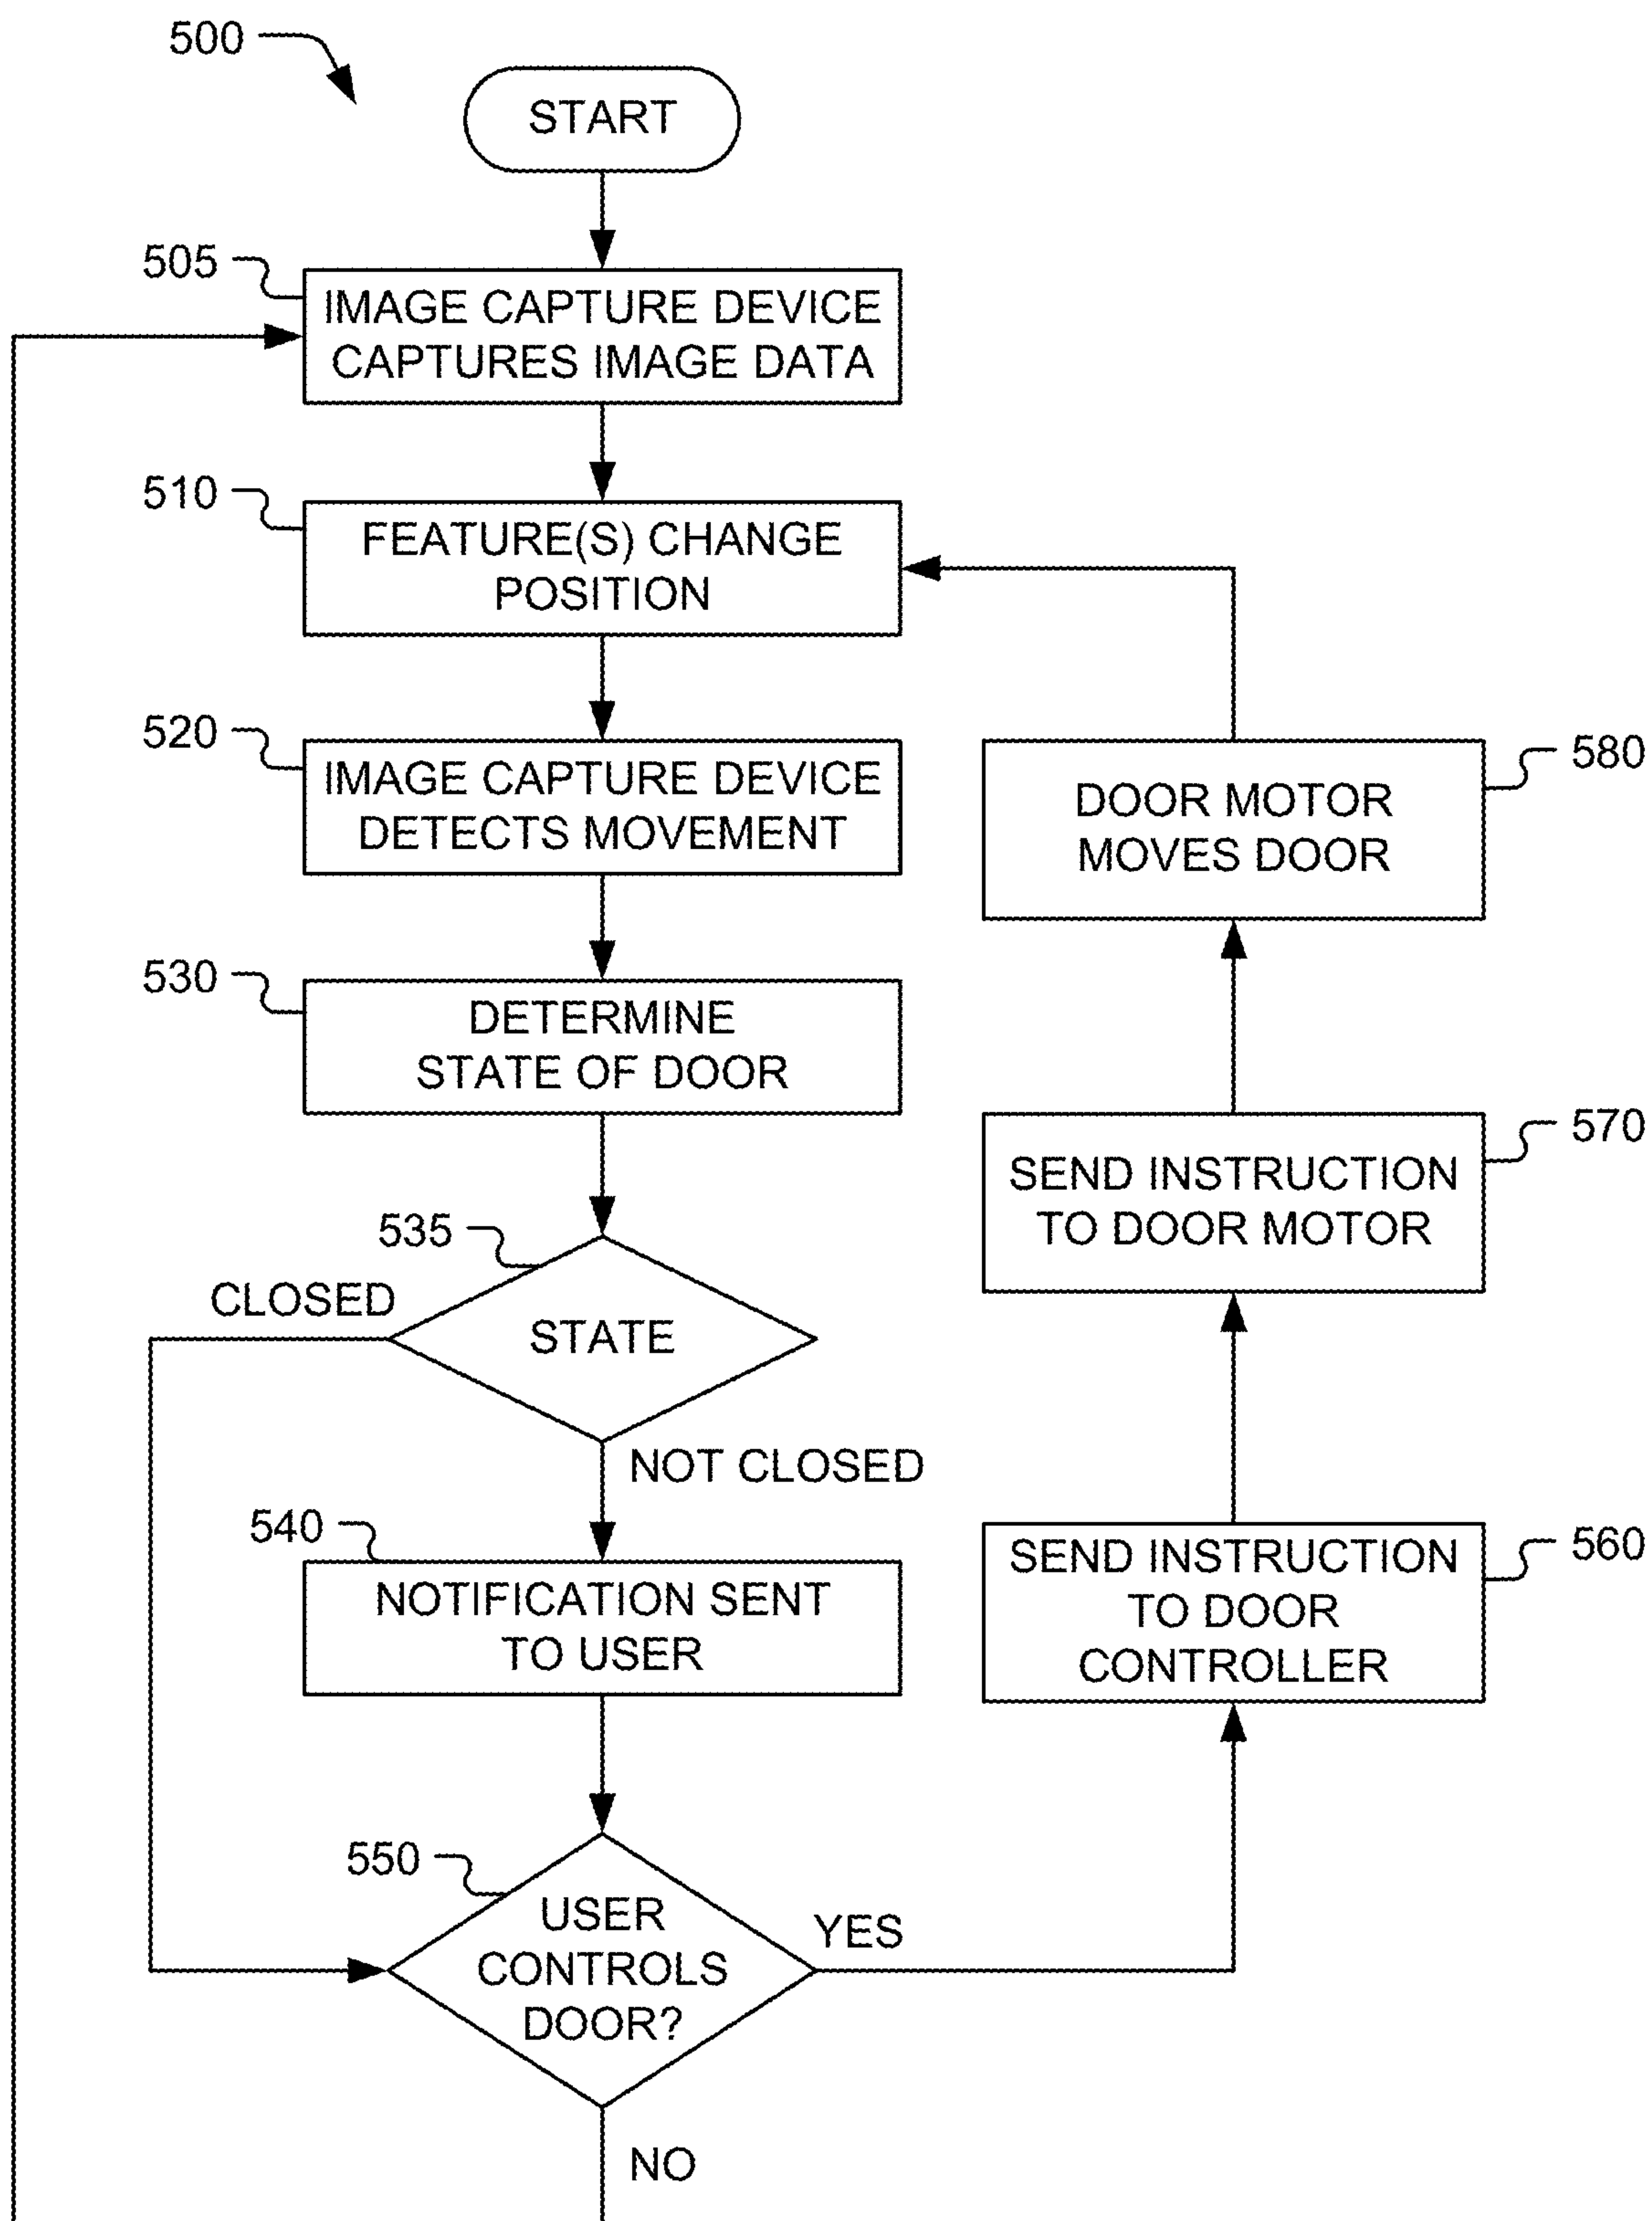 500
START
505
IMAGE CAPTURE DEVICE
CAPTURES IMAGE DATA
510
FEATURE(S) CHANGE
POSITION
520
IMAGE CAPTURE DEVICE
DETECTS MOVEMENT
530
DETERMINE
STATE OF DOOR
535
CLOSED
STATE
NOT CLOSED
540
NOTIFICATION SENT
TO USER
550
USER
CONTROLS
DOOR?
YES
NO
560
SEND INSTRUCTION
TO DOOR
CONTROLLER
570
SEND INSTRUCTION
TO DOOR MOTOR
580
DOOR MOTOR
MOVES DOOR